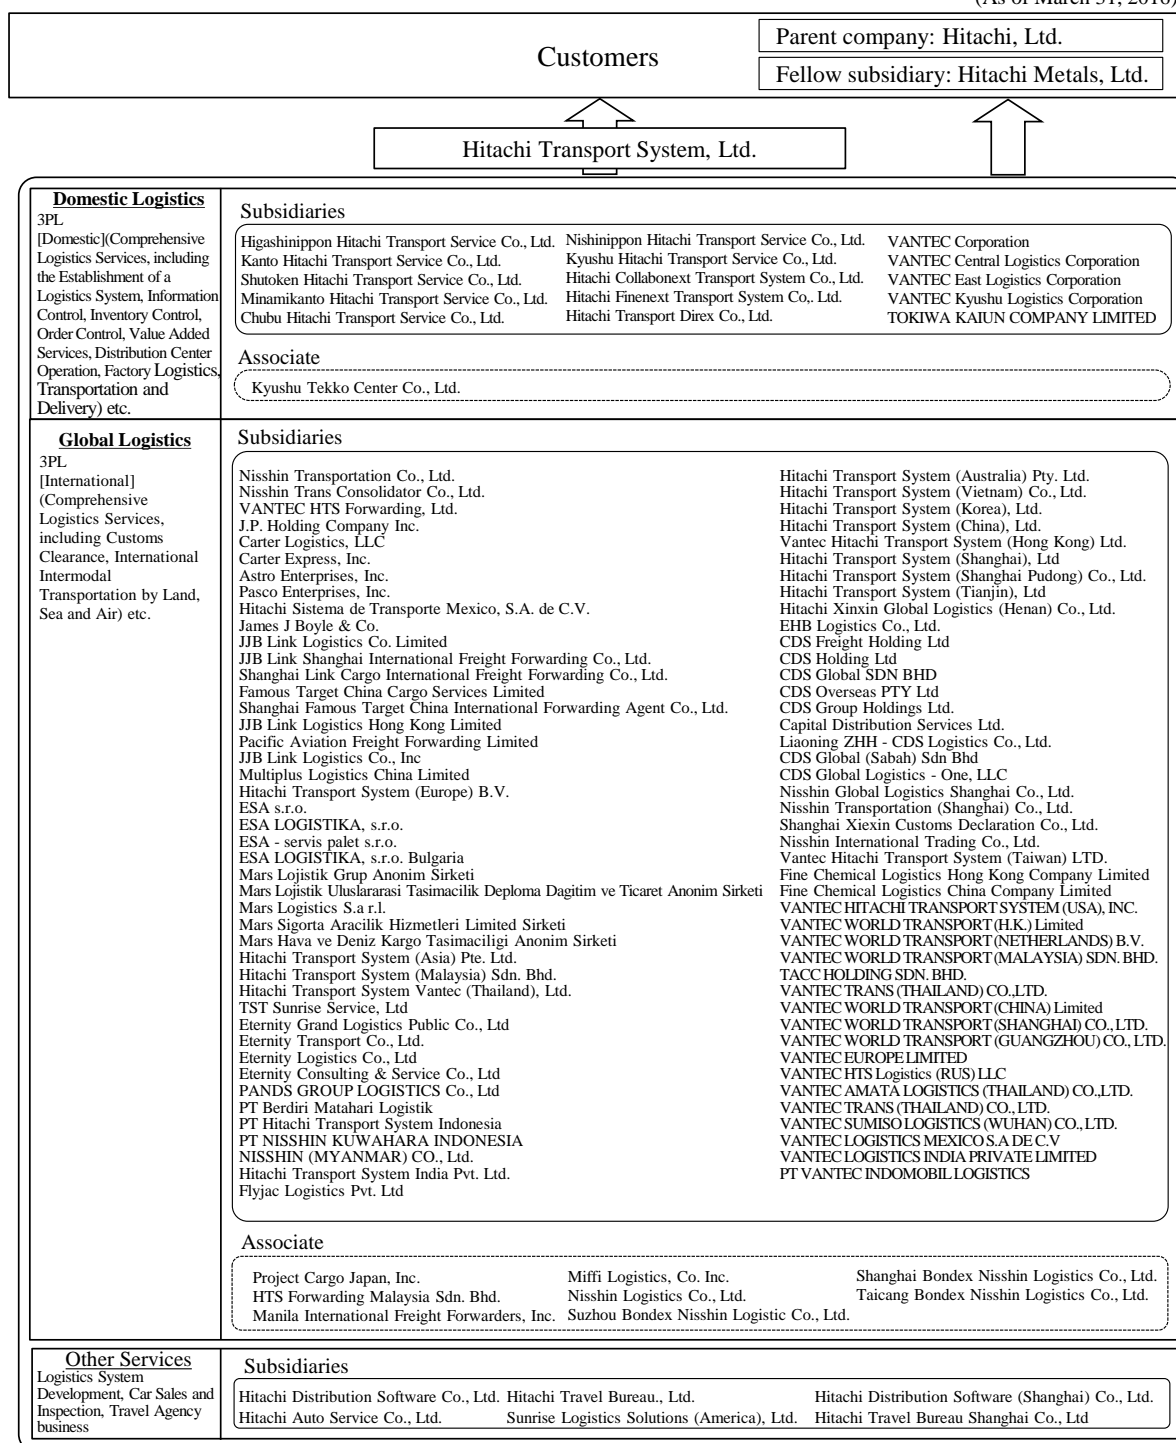 (As of March 31, 2016)
Customers
Parent company: Hitachi, Ltd.
Fellow subsidiary: Hitachi Metals, Ltd.
Hitachi Transport System, Ltd.
Domestic Logistics
3PL
[Domestic](Comprehensive
Logistics Services, including
the Establishment of a
Logistics System, Information
Control, Inventory Control,
Order Control, Value Added
Services, Distribution Center
Operation, Factory Logistics,
Transportation and
Delivery) etc.
Subsidiaries
Higashinippon Hitachi Transport Service Co., Ltd.
Kanto Hitachi Transport Service Co., Ltd.
Shutoken Hitachi Transport Service Co., Ltd.
Minamikanto Hitachi Transport Service Co., Ltd.
Chubu Hitachi Transport Service Co., Ltd.
Nishinippon Hitachi Transport Service Co., Ltd.
Kyushu Hitachi Transport Service Co., Ltd.
Hitachi Collabonext Transport System Co., Ltd.
Hitachi Finenext Transport System Co,. Ltd.
Hitachi Transport Direx Co., Ltd.
VANTEC Corporation
VANTEC Central Logistics Corporation
VANTEC East Logistics Corporation
VANTEC Kyushu Logistics Corporation
TOKIWA KAIUN COMPANY LIMITED
Associate
Kyushu Tekko Center Co., Ltd.
Global Logistics
3PL
[International]
(Comprehensive
Logistics Services,
including Customs
Clearance, International
Intermodal
Transportation by Land,
Sea and Air) etc.
Subsidiaries
Nisshin Transportation Co., Ltd.
Nisshin Trans Consolidator Co., Ltd.
VANTEC HTS Forwarding, Ltd.
J.P. Holding Company Inc.
Carter Logistics, LLC
Carter Express, Inc.
Astro Enterprises, Inc.
Pasco Enterprises, Inc.
Hitachi Sistema de Transporte Mexico, S.A. de C.V.
James J Boyle & Co.
JJB Link Logistics Co. Limited
JJB Link Shanghai International Freight Forwarding Co., Ltd.
Shanghai Link Cargo International Freight Forwarding Co., Ltd.
Famous Target China Cargo Services Limited
Shanghai Famous Target China International Forwarding Agent Co., Ltd.
JJB Link Logistics Hong Kong Limited
Pacific Aviation Freight Forwarding Limited
JJB Link Logistics Co., Inc
Multiplus Logistics China Limited
Hitachi Transport System (Europe) B.V.
ESA s.r.o.
ESA LOGISTIKA, s.r.o.
ESA - servis palet s.r.o.
ESA LOGISTIKA, s.r.o. Bulgaria
Mars Lojistik Grup Anonim Sirketi
Mars Lojistik Uluslararasi Tasimacilik Deploma Dagitim ve Ticaret Anonim Sirketi
Mars Logistics S.a r.l.
Mars Sigorta Aracilik Hizmetleri Limited Sirketi
Mars Hava ve Deniz Kargo Tasimaciligi Anonim Sirketi
Hitachi Transport System (Asia) Pte. Ltd.
Hitachi Transport System (Malaysia) Sdn. Bhd.
Hitachi Transport System Vantec (Thailand), Ltd.
TST Sunrise Service, Ltd
Eternity Grand Logistics Public Co., Ltd
Eternity Transport Co., Ltd.
Eternity Logistics Co., Ltd
Eternity Consulting & Service Co., Ltd
PANDS GROUP LOGISTICS Co., Ltd
PT Berdiri Matahari Logistik
PT Hitachi Transport System Indonesia
PT NISSHIN KUWAHARA INDONESIA
NISSHIN (MYANMAR) CO., Ltd.
Hitachi Transport System India Pvt. Ltd.
Flyjac Logistics Pvt. Ltd
Hitachi Transport System (Australia) Pty. Ltd.
Hitachi Transport System (Vietnam) Co., Ltd.
Hitachi Transport System (Korea), Ltd.
Hitachi Transport System (China), Ltd.
Vantec Hitachi Transport System (Hong Kong) Ltd.
Hitachi Transport System (Shanghai), Ltd
Hitachi Transport System (Shanghai Pudong) Co., Ltd.
Hitachi Transport System (Tianjin), Ltd
Hitachi Xinxin Global Logistics (Henan) Co., Ltd.
EHB Logistics Co., Ltd.
CDS Freight Holding Ltd
CDS Holding Ltd
CDS Global SDN BHD
CDS Overseas PTY Ltd
CDS Group Holdings Ltd.
Capital Distribution Services Ltd.
Liaoning ZHH - CDS Logistics Co., Ltd.
CDS Global (Sabah) Sdn Bhd
CDS Global Logistics - One, LLC
Nisshin Global Logistics Shanghai Co., Ltd.
Nisshin Transportation (Shanghai) Co., Ltd.
Shanghai Xiexin Customs Declaration Co., Ltd.
Nisshin International Trading Co., Ltd.
Vantec Hitachi Transport System (Taiwan) LTD.
Fine Chemical Logistics Hong Kong Company Limited
Fine Chemical Logistics China Company Limited
VANTEC HITACHI TRANSPORT SYSTEM (USA), INC.
VANTEC WORLD TRANSPORT (H.K.) Limited
VANTEC WORLD TRANSPORT (NETHERLANDS) B.V.
VANTEC WORLD TRANSPORT (MALAYSIA) SDN. BHD.
TACC HOLDING SDN. BHD.
VANTEC TRANS (THAILAND) CO.,LTD.
VANTEC WORLD TRANSPORT (CHINA) Limited
VANTEC WORLD TRANSPORT (SHANGHAI) CO., LTD.
VANTEC WORLD TRANSPORT (GUANGZHOU) CO., LTD.
VANTEC EUROPE LIMITED
VANTEC HTS Logistics (RUS) LLC
VANTEC AMATA LOGISTICS (THAILAND) CO.,LTD.
VANTEC TRANS (THAILAND) CO., LTD.
VANTEC SUMISO LOGISTICS (WUHAN) CO., LTD.
VANTEC LOGISTICS MEXICO S.A DE C.V
VANTEC LOGISTICS INDIA PRIVATE LIMITED
PT VANTEC INDOMOBIL LOGISTICS
Associate
Project Cargo Japan, Inc.
HTS Forwarding Malaysia Sdn. Bhd.
Manila International Freight Forwarders, Inc.
Miffi Logistics, Co. Inc.
Nisshin Logistics Co., Ltd.
Suzhou Bondex Nisshin Logistic Co., Ltd.
Shanghai Bondex Nisshin Logistics Co., Ltd.
Taicang Bondex Nisshin Logistics Co., Ltd.
Other Services
Logistics System
Development, Car Sales and
Inspection, Travel Agency
business
Subsidiaries
Hitachi Distribution Software Co., Ltd.
Hitachi Auto Service Co., Ltd.
Hitachi Travel Bureau., Ltd.
Sunrise Logistics Solutions (America), Ltd.
Hitachi Distribution Software (Shanghai) Co., Ltd.
Hitachi Travel Bureau Shanghai Co., Ltd